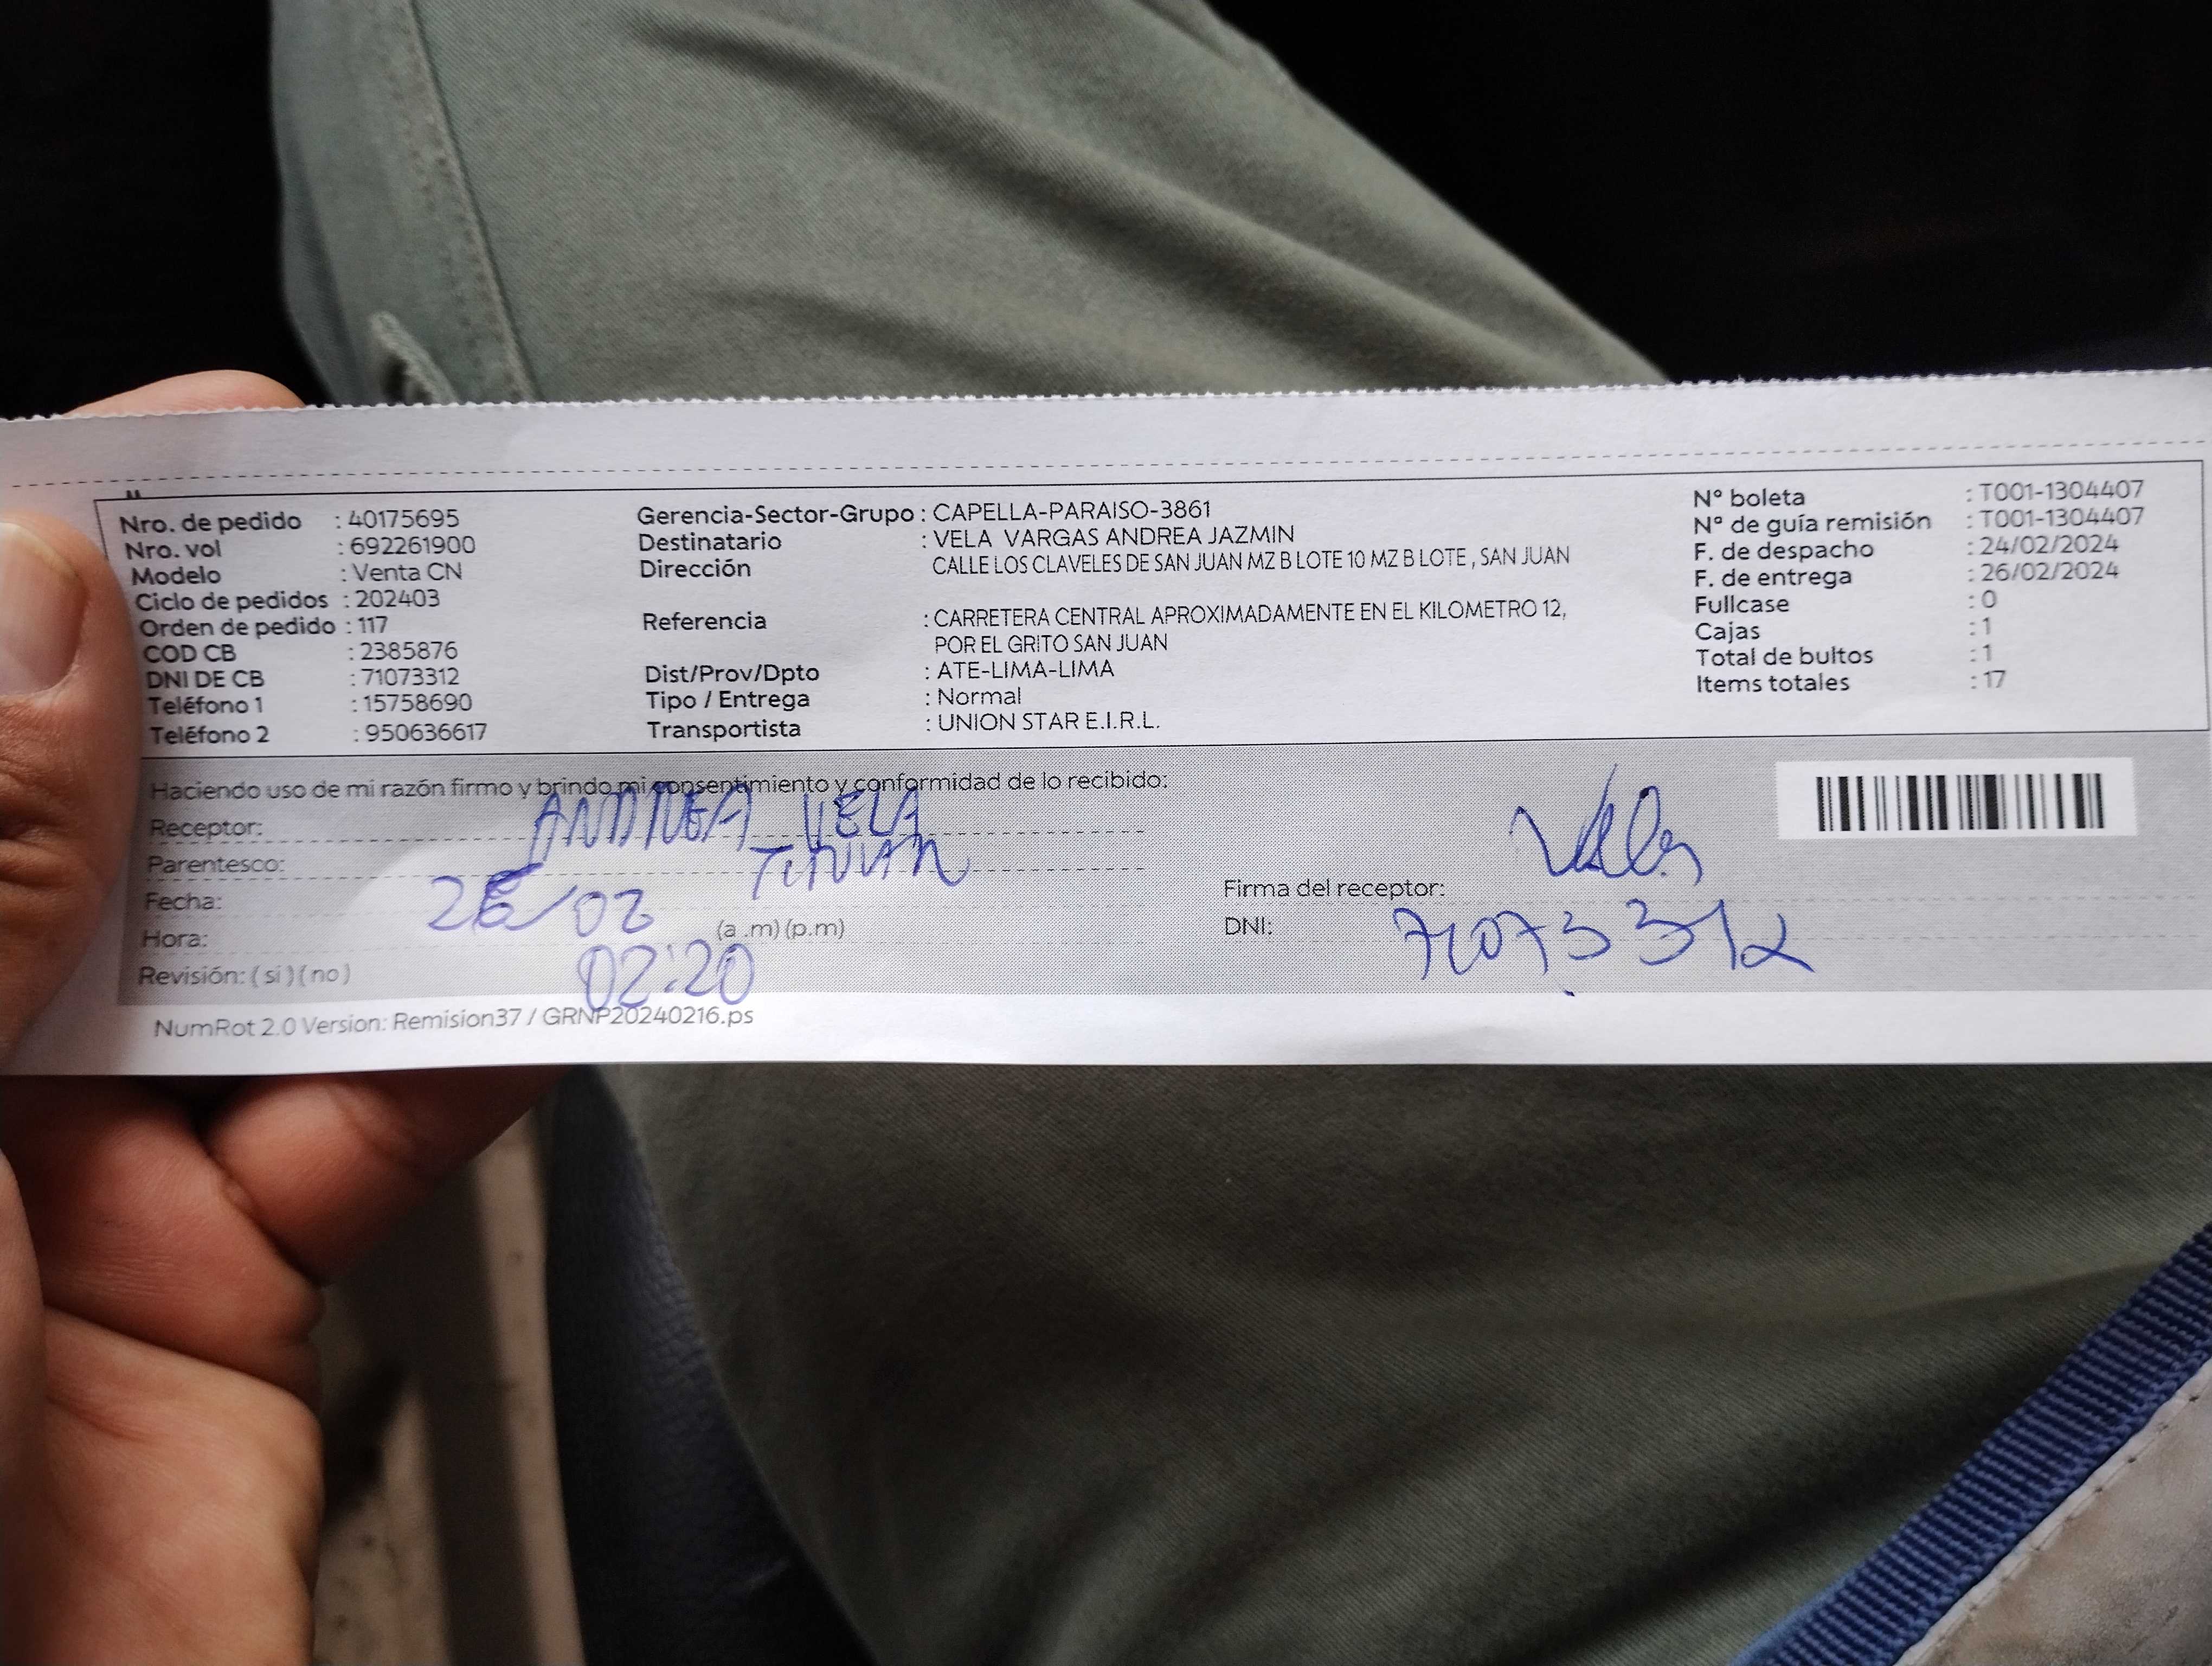 Nro. de pedido : 40175695
Nro. vol : 692261900
Modelo : Venta CN
Ciclo de pedidos : 202403
Orden de pedido : 117
COD CB : 2385876
DNI DE CB : 71073312
Teléfono 1 : 15758690
Teléfono 2 : 950636617
Gerencia-Sector-Grupo : CAPELLA-PARAISO-3861
Destinatario : VELA VARGAS ANDREA JAZMIN
Dirección CALLE LOS CLAVELES DE SAN JUAN MZ B LOTE 10 MZ B LOTE , SAN JUAN
Referencia : CARRETERA CENTRAL APROXIMADAMENTE EN EL KILOMETRO 12,
POR EL GRITO SAN JUAN
Dist/Prov/Dpto : ATE-LIMA-LIMA
Tipo / Entrega : Normal
Transportista : UNION STAR E.I.R.L.
N° boleta : T001-1304407
N° de guía remisión : T001-1304407
F. de despacho : 24/02/2024
F. de entrega : 26/02/2024
Fullcase : 0
Cajas : 1
Total de bultos : 1
Items totales : 17
Haciendo uso de mi razón firmo y brindo mi consentimiento y conformidad de lo recibido:
Receptor: ANDREA VELA
Parentesco: TITULAR
Fecha: 26/02
Hora: (a .m) (p.m)
02:20
Revisión: ( si ) ( no )
Firma del receptor: Vela
DNI: 71073312
NumRot 2.0 Version: Remision37 / GRNP20240216.ps